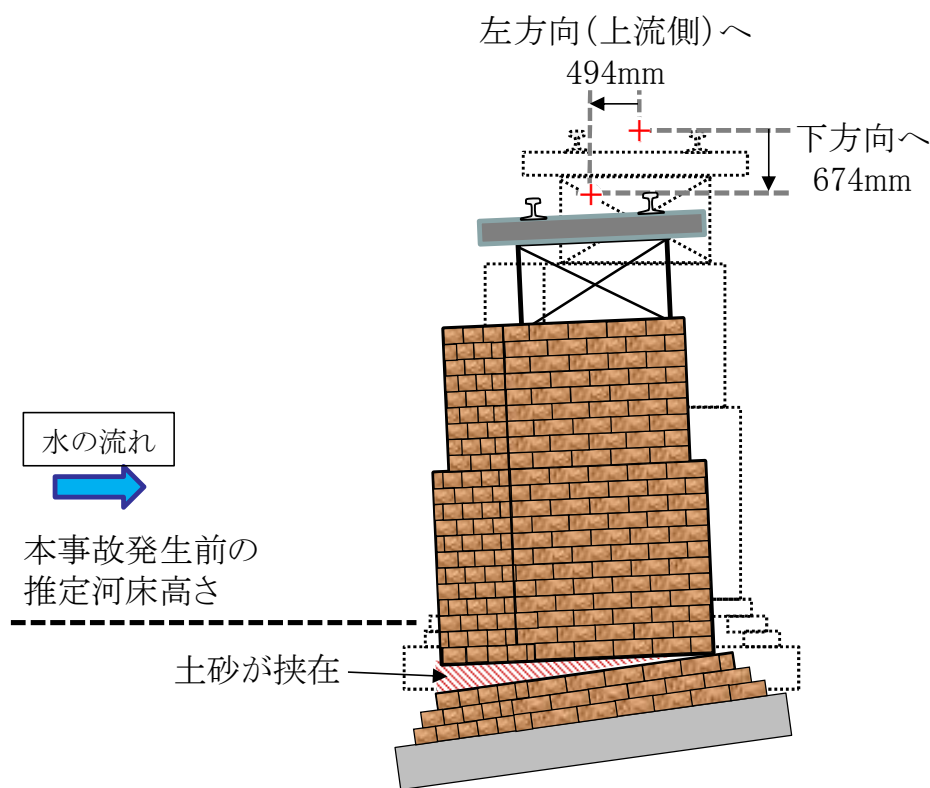 左方向(上流側)へ
494mm
下方向へ
674mm
水の流れ
本事故発生前の
推定河床高さ
土砂が挟在